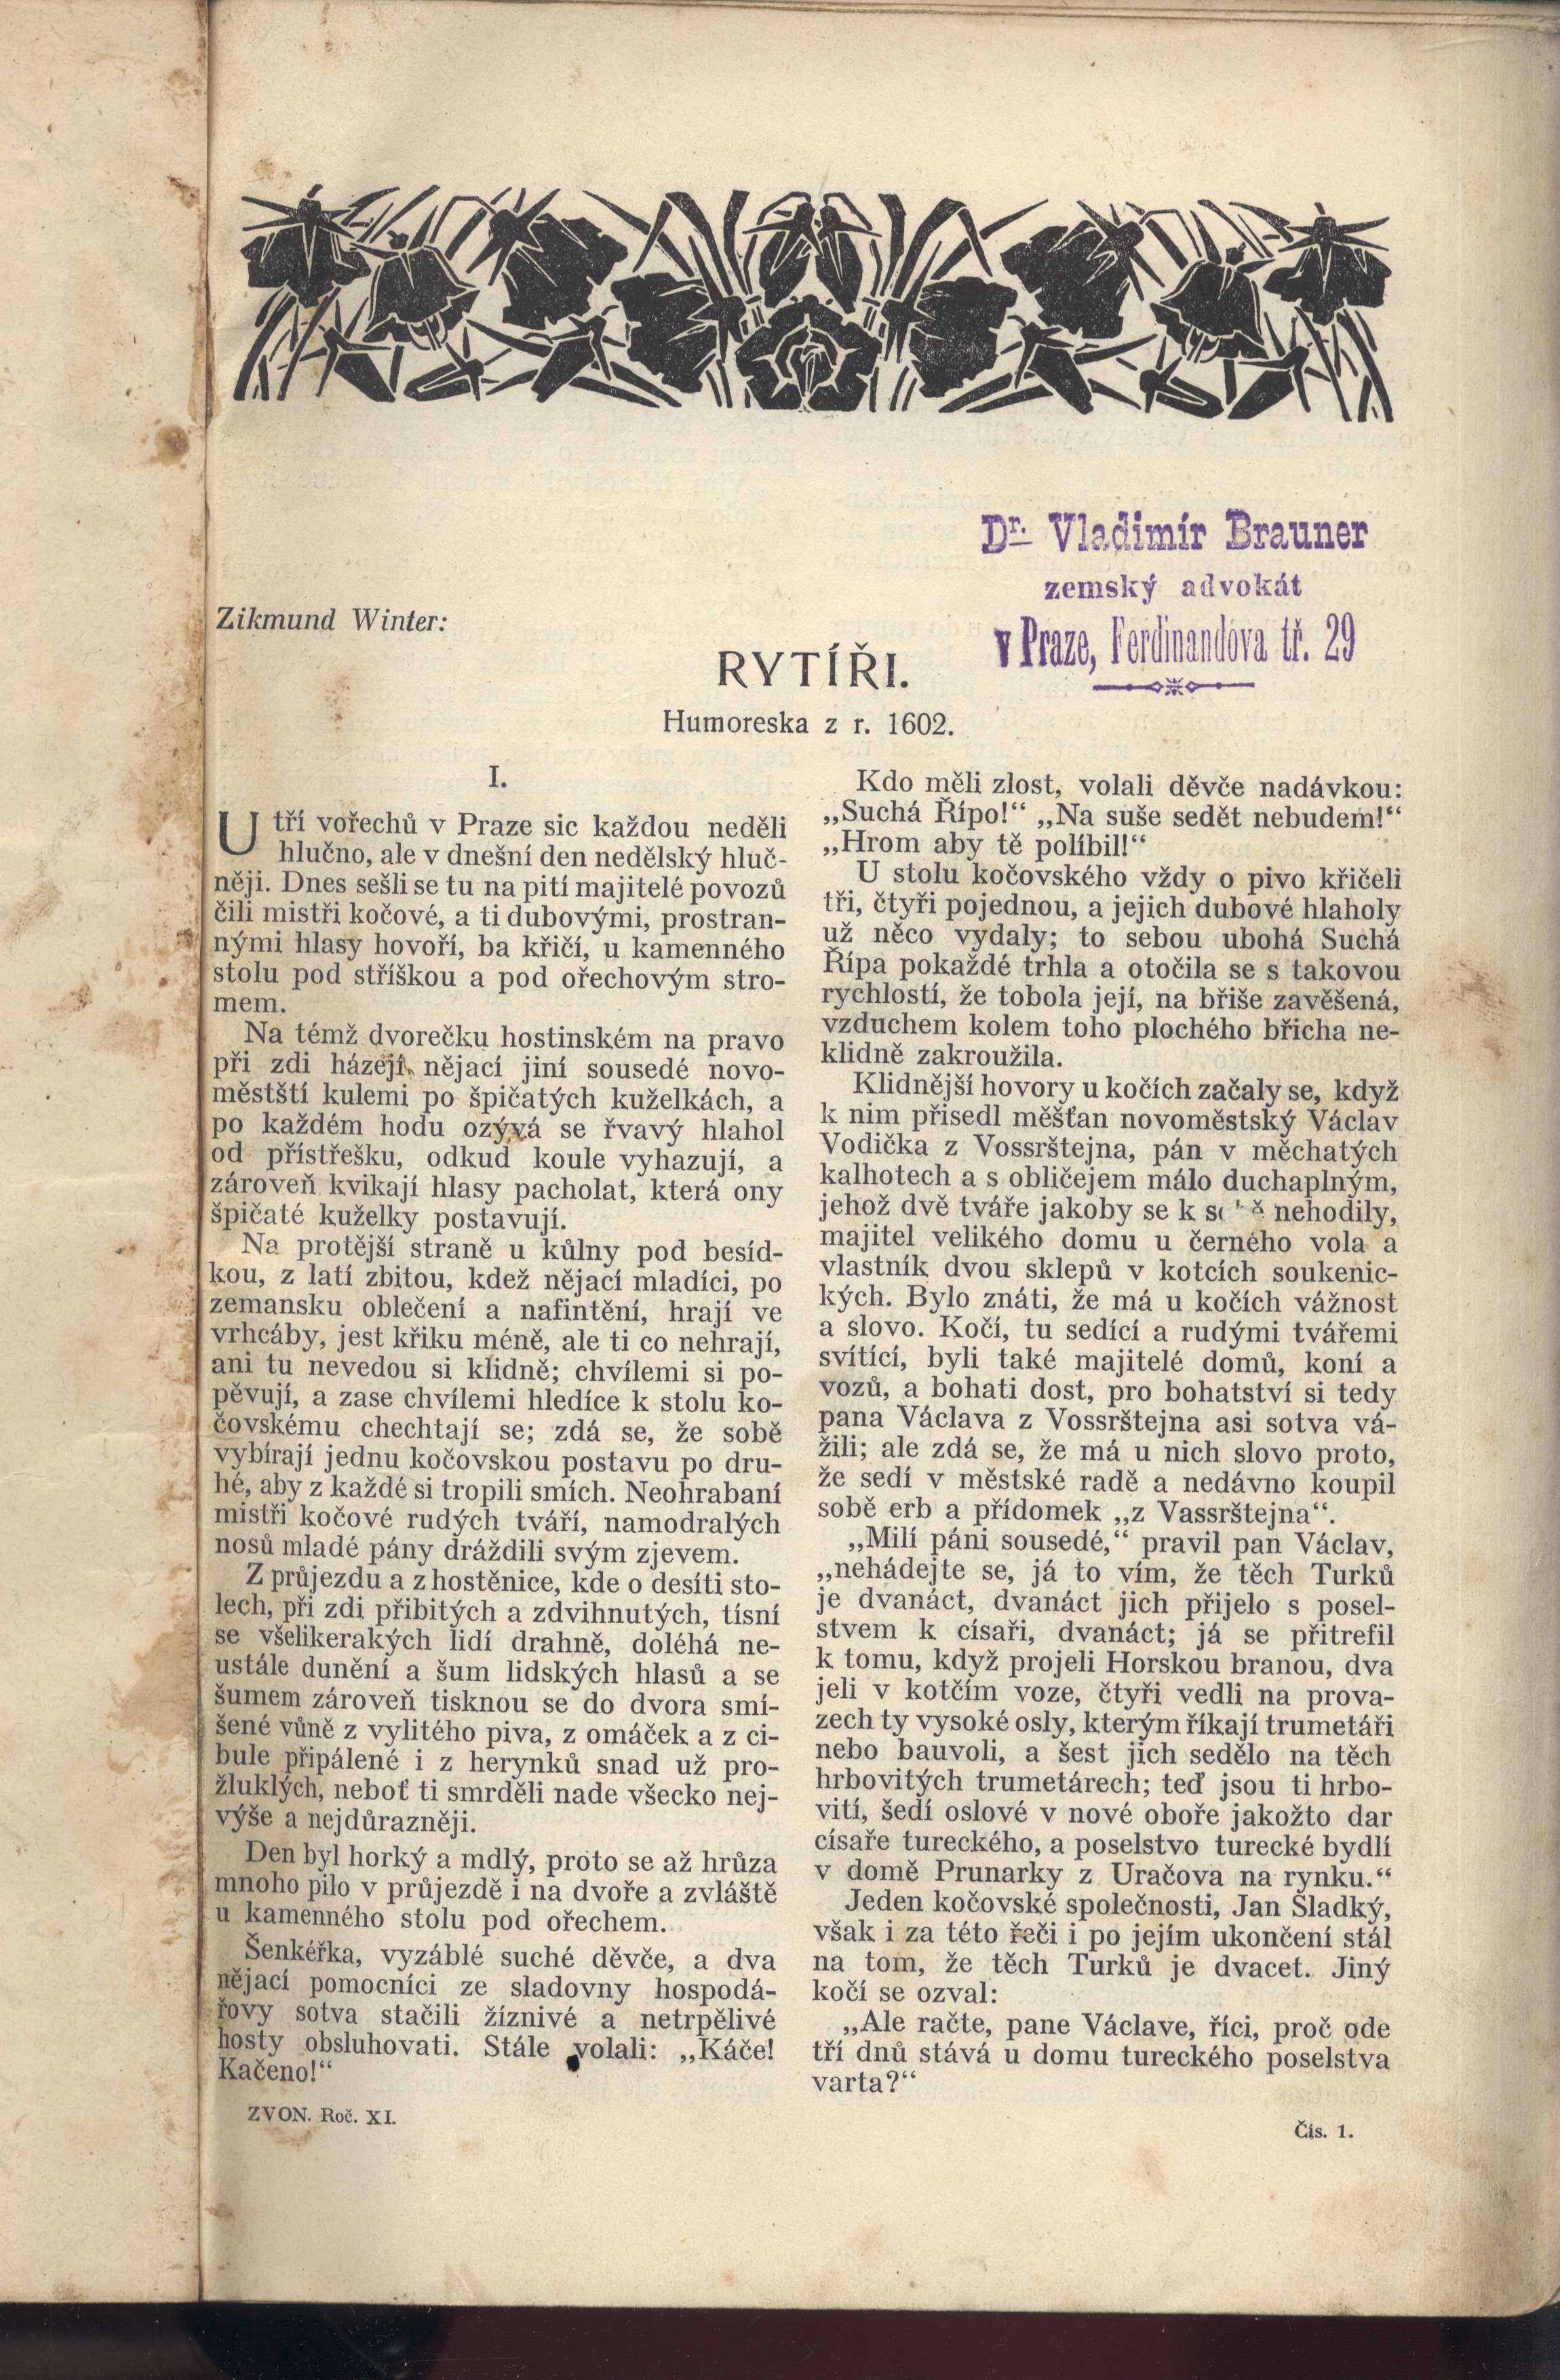 Dr. Vladimír Brauner
zemský advokát
v Praze, Ferdinandova tř. 29
Zikmund Winter:
RYTÍŘI.
Humoreska z r. 1602.
I.
U tří vořechů v Praze sic každou neděli
hlučno, ale v dnešní den nedělský hluč-
něji. Dnes sešli se tu na pití majitelé povozů
čili mistři kočové, a ti dubovými, prostran-
nými hlasy hovoří, ba křičí, u kamenného
stolu pod stříškou a pod ořechovým stro-
mem.
Na témž dvorečku hostinském na pravo
při zdi házejí nějací jiní sousedé novo-
městští kulemi po špičatých kuželkách, a
po každém hodu ozývá se řvavý hlahol
od přístřešku, odkud koule vyhazují, a
zároveň kvikají hlasy pacholat, která ony
špičaté kuželky postavují.
Na protější straně u kůlny pod besíd-
kou, z latí zbitou, kdež nějací mladíci, po
zemansku oblečení a nafintění, hrají ve
vrhcáby, jest křiku méně, ale ti co nehrají,
ani tu nevedou si klidně; chvílemi si po-
pěvují, a zase chvílemi hledíce k stolu ko-
čovskému chechtají se; zdá se, že sobě
vybírají jednu kočovskou postavu po dru-
hé, aby z každé si tropili smích. Neohrabaní
mistři kočové rudých tváří, namodralých
nosů mladé pány dráždili svým zjevem.
Z průjezdu a z hostěnice, kde o desíti sto-
lech, při zdi přibitých a zdvihnutých, tísní
se všelikerakých lidí drahně, doléhá ne-
ustále dunění a šum lidských hlasů a se
šumem zároveň tisknou se do dvora smí-
šené vůně z vylitého piva, z omáček a z ci-
bule připálené i z herynků snad už pro-
žluklých, neboť ti smrděli nade všecko nej-
výše a nejdůrazněji.
Den byl horký a mdlý, proto se až hrůza
mnoho pilo v průjezdě i na dvoře a zvláště
u kamenného stolu pod ořechem.
Šenkéřka, vyzáblé suché děvče, a dva
nějací pomocníci ze sladovny hospodá-
řovy sotva stačili žíznivé a netrpělivé
hosty obsluhovati. Stále volali: „Káče!
Kačeno!“
Kdo měli zlost, volali děvče nadávkou:
„Suchá Řípo!“ „Na suše sedět nebudem!“
„Hrom aby tě políbil!“
U stolu kočovského vždy o pivo křičeli
tři, čtyři pojednou, a jejich dubové hlaholy
už něco vydaly; to sebou ubohá Suchá
Řípa pokaždé trhla a otočila se s takovou
rychlostí, že tobola její, na břiše zavěšená,
vzduchem kolem toho plochého břicha ne-
klidně zakroužila.
Klidnější hovory u kočích začaly se, když
k nim přisedl měšťan novoměstský Václav
Vodička z Vossrštejna, pán v měchatých
kalhotech a s obličejem málo duchaplným,
jehož dvě tváře jakoby se k nehodily,
majitel velikého domu u černého vola a
vlastník dvou sklepů v kotcích soukenic-
kých. Bylo znáti, že má u kočích vážnost
a slovo. Kočí, tu sedící a rudými tvářemi
svítící, byli také majitelé domů, koní a
vozů, a bohati dost, pro bohatství si tedy
pana Václava z Vossrštejna asi sotva vá-
žili; ale zdá se, že má u nich slovo proto,
že sedí v městské radě a nedávno koupil
sobě erb a přídomek „z Vassrštejna“.
„Milí páni sousedé,“ pravil pan Václav,
„nehádejte se, já to vím, že těch Turků
je dvanáct, dvanáct jich přijelo s posel-
stvem k císaři, dvanáct; já se přitrefil
k tomu, když projeli Horskou branou, dva
jeli v kotčím voze, čtyři vedli na prova-
zech ty vysoké osly, kterým říkají trumetáři
nebo bauvoli, a šest jich sedělo na těch
hrbovitých trumetárech; teď jsou ti hrbo-
vití, šedí oslové v nové oboře jakožto dar
císaře tureckého, a poselstvo turecké bydlí
v domě Prunarky z Uračova na rynku.“
Jeden kočovské společnosti, Jan Sladký,
však i za této řeči i po jejím ukončení stál
na tom, že těch Turků je dvacet. Jiný
kočí se ozval:
„Ale račte, pane Václave, říci, proč ode
tří dnů stává u domu tureckého poselstva
varta?“
ZVON. Roč. XI.
Čis. 1.